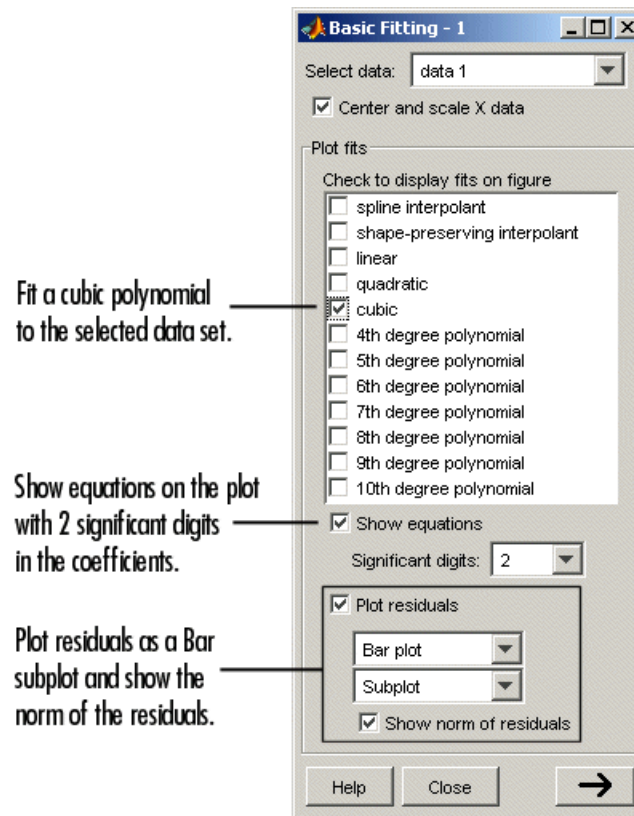 Basic Fitting - 1
Select data: data 1
Center and scale X data
Plot fits
Check to display fits on figure
spline interpolant
shape-preserving interpolant
linear
quadratic
cubic
4th degree polynomial
5th degree polynomial
6th degree polynomial
7th degree polynomial
8th degree polynomial
9th degree polynomial
10th degree polynomial
Show equations
Significant digits: 2
Plot residuals
Bar plot
Subplot
Show norm of residuals
Help Close
Fit a cubic polynomial
to the selected data set.
Show equations on the plot
with 2 significant digits
in the coefficients.
Plot residuals as a Bar
subplot and show the
norm of the residuals.